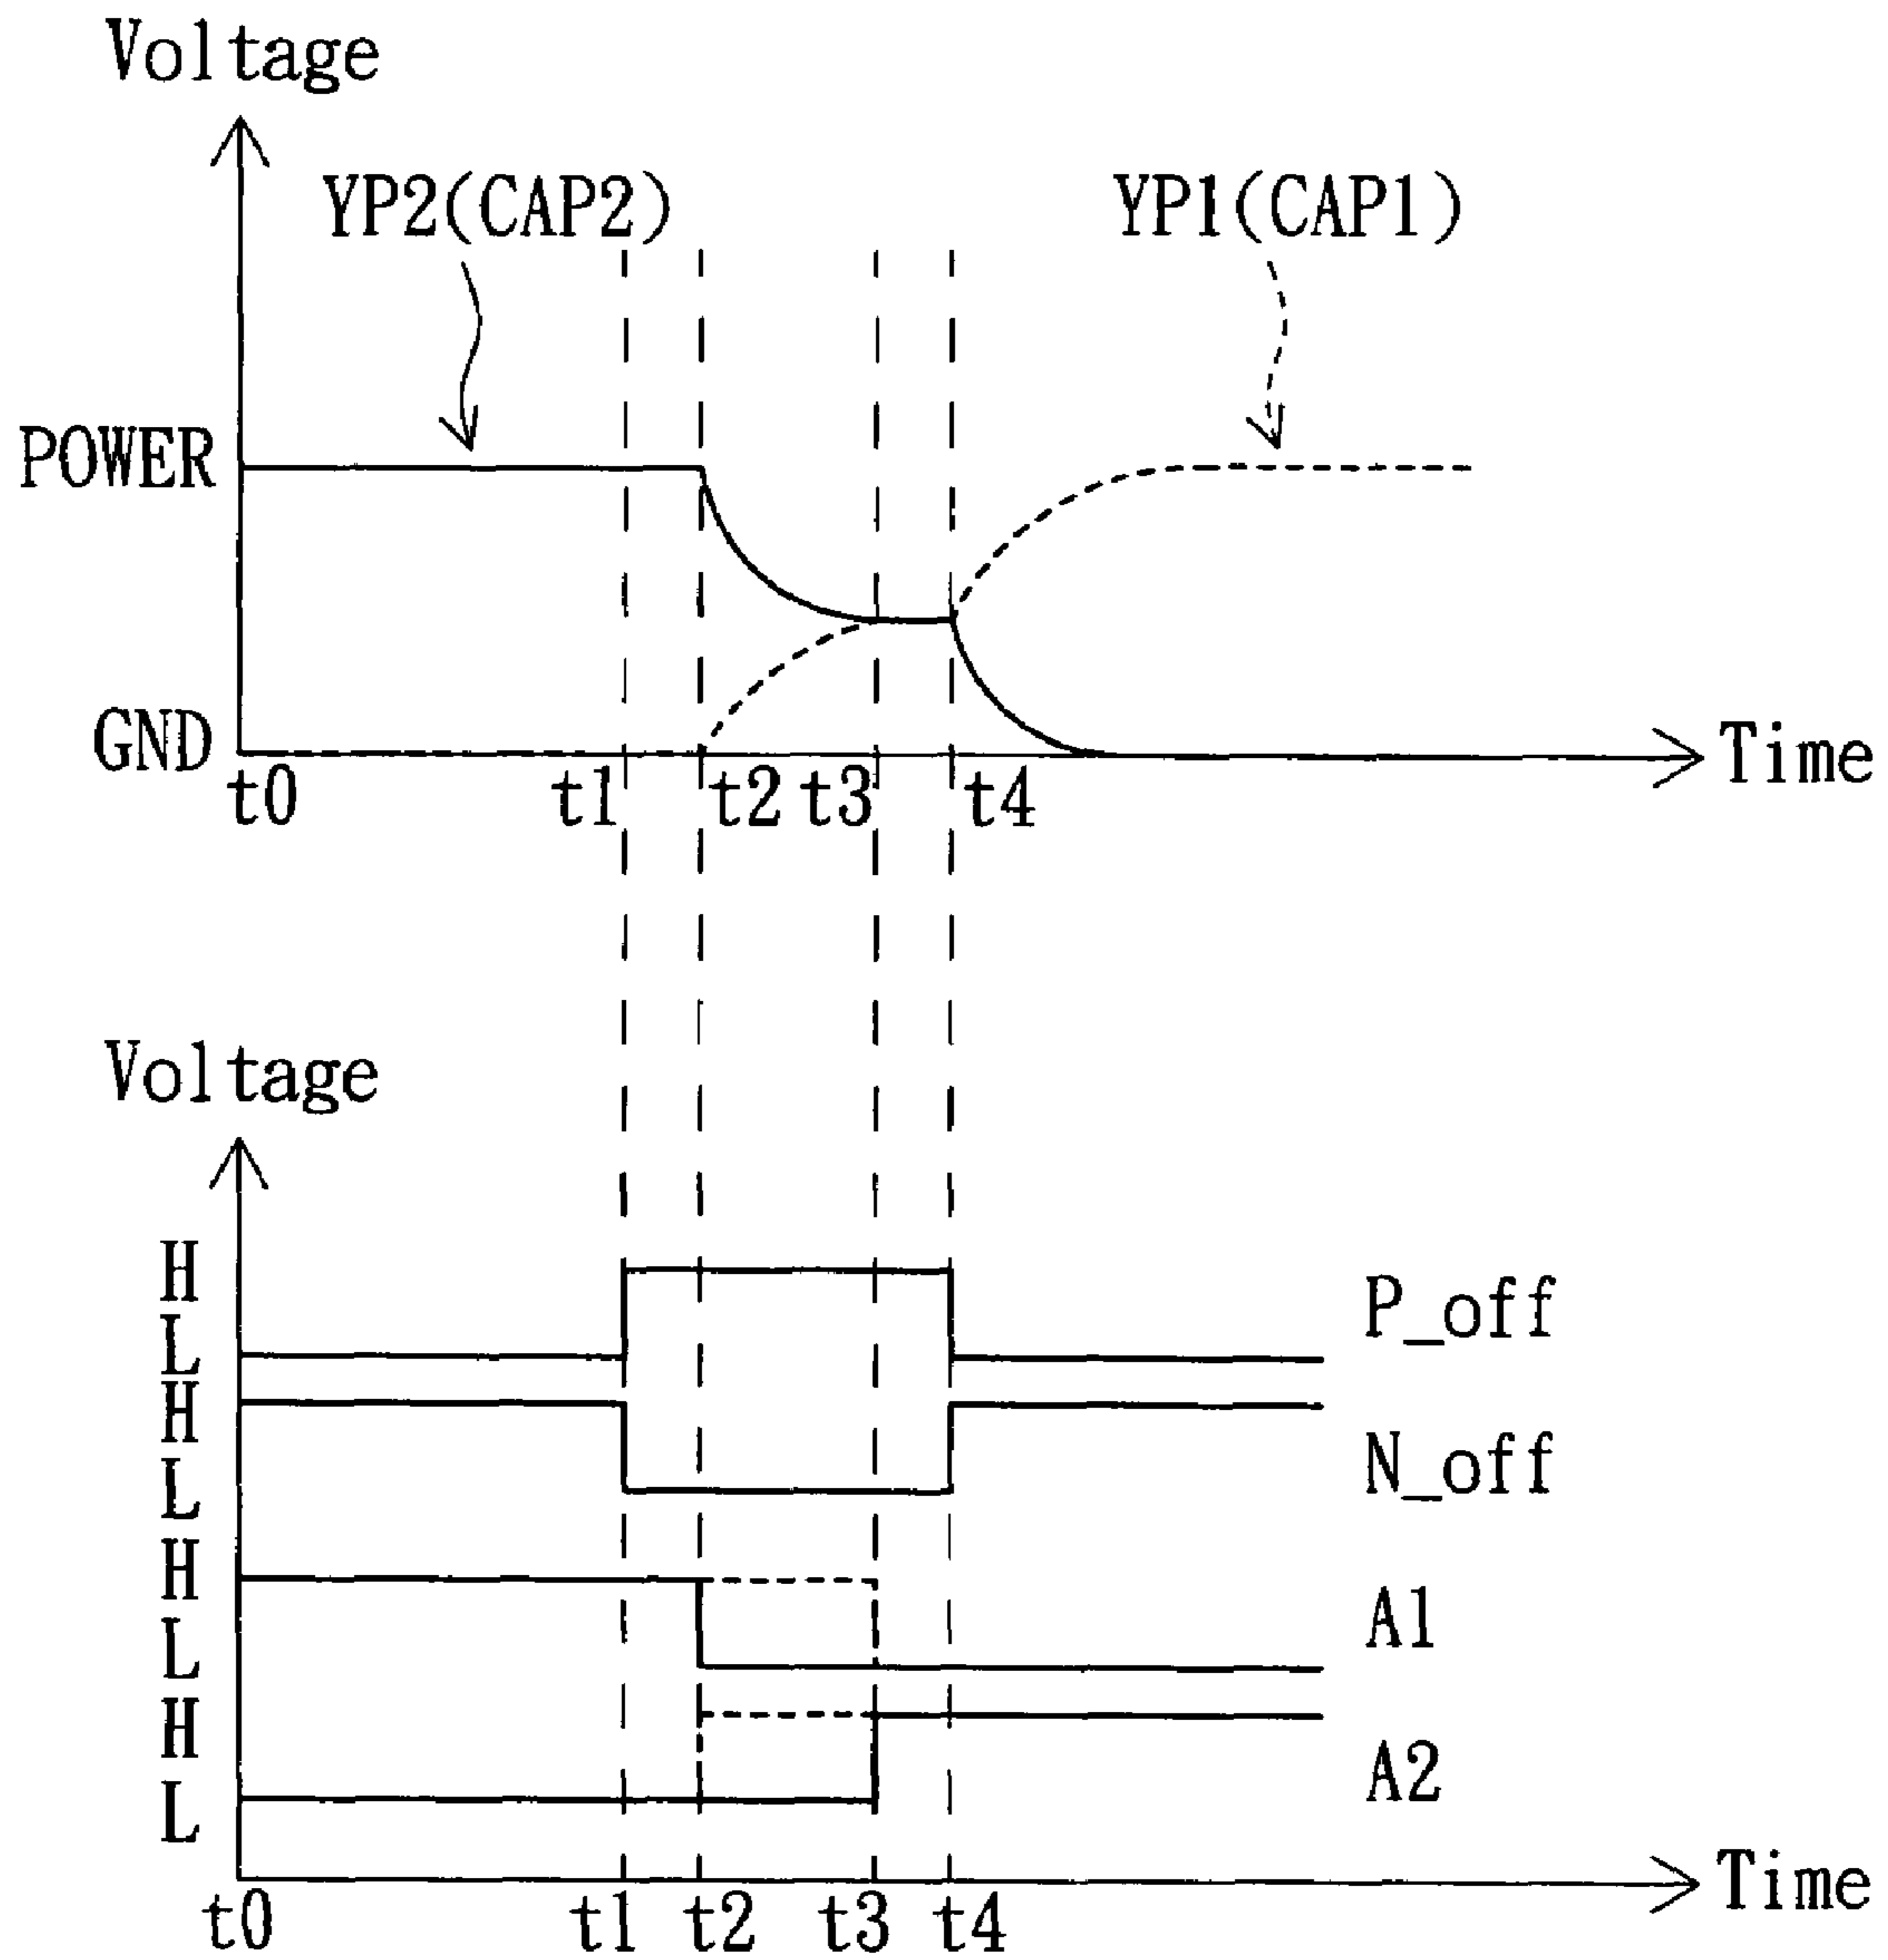 Voltage
YP2(CAP2) YP1(CAP1)
POWER
GND
t0 t1 t2 t3 t4 Time
Voltage
H
L
P_off
H
L
N_off
H
L
A1
H
L
A2
t0 t1 t2 t3 t4 Time